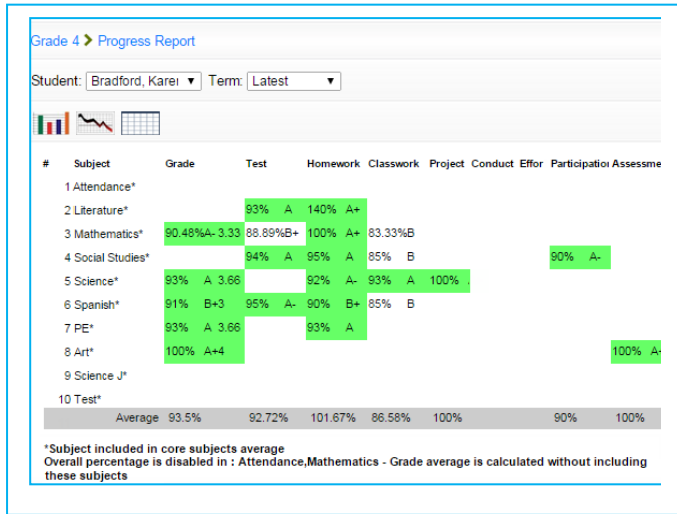 Grade 4 > Progress Report
Student: Bradford, Karei Term: Latest
# Subject Grade Test Homework Classwork Project Conduct Effor Participation Assessme
1 Attendance*
2 Literature* 93% A 140% A+
3 Mathematics* 90.48%A- 3.33 88.89%B+ 100% A+ 83.33%B
4 Social Studies* 94% A 95% A 85% B 90% A-
5 Science* 93% A 3.66 92% A- 93% A 100%
6 Spanish* 91% B+3 95% A- 90% B+ 85% B
7 PE* 93% A 3.66 93% A
8 Art* 100% A+4 100% A+
9 Science J*
10 Test*
Average 93.5% 92.72% 101.67% 86.58% 100% 90% 100%
*Subject included in core subjects average
Overall percentage is disabled in : Attendance,Mathematics - Grade average is calculated without including
these subjects